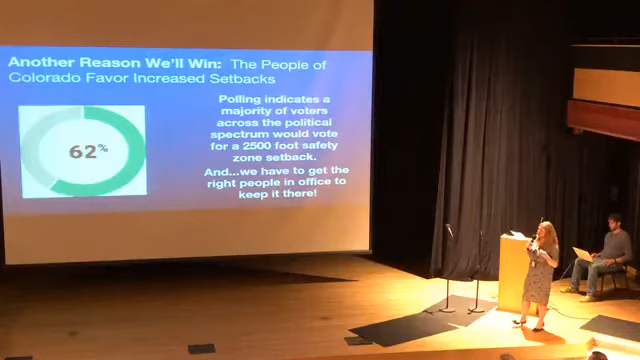 Another Reason We'll Win: The People of
Colorado Favor Increased Setbacks
62%
Polling indicates a
majority of voters
across the political
spectrum would vote
for a 2500 foot safety
zone setback.
And...we have to get the
right people in office to
keep it there!